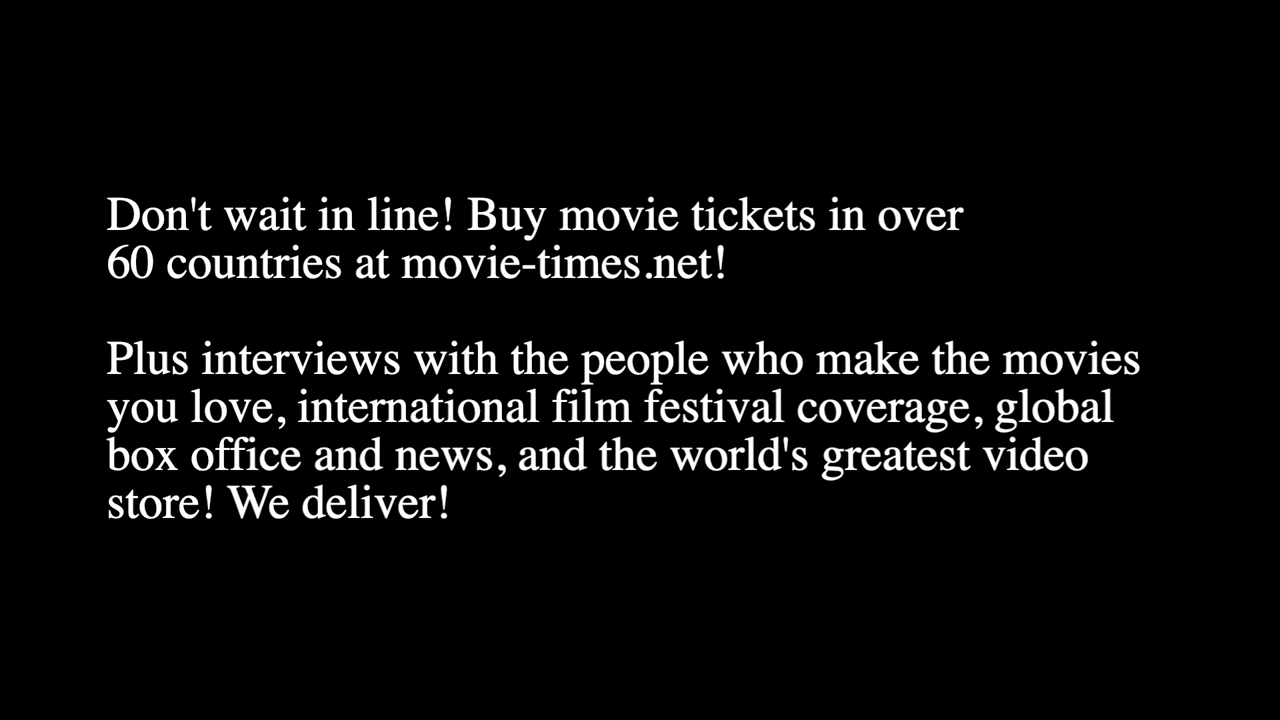 Don't wait in line! Buy movie tickets in over
60 countries at movie-times.net!
Plus interviews with the people who make the movies
you love, international film festival coverage, global
box office and news, and the world's greatest video
store! We deliver!